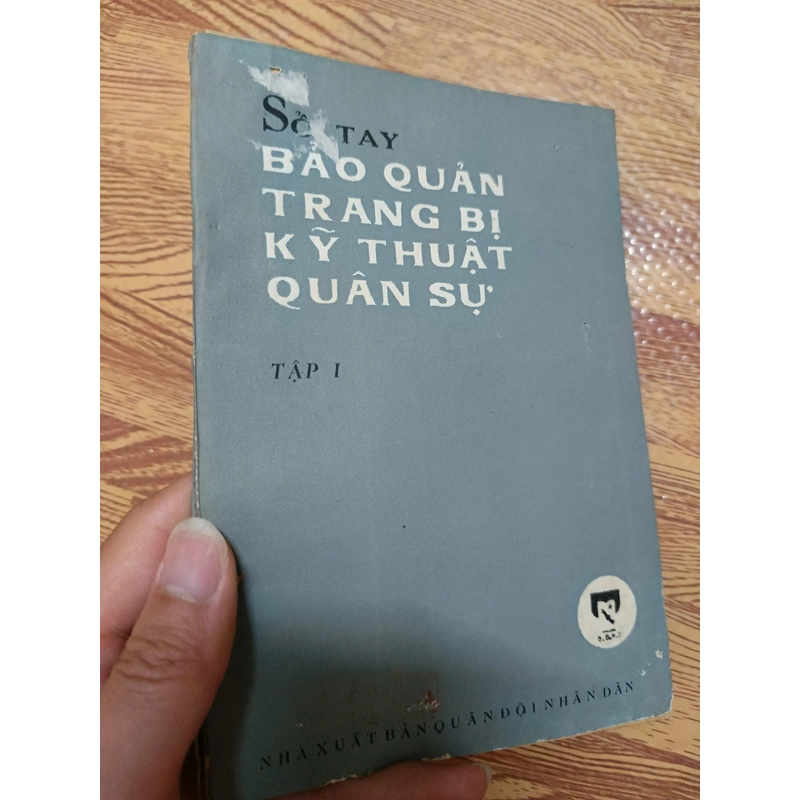 SỔ TAY
BẢO QUẢN
TRANG BỊ
KỸ THUẬT
QUÂN SỰ
TẬP I
NHÀ XUẤT BẢN QUÂN ĐỘI NHÂN DÂN